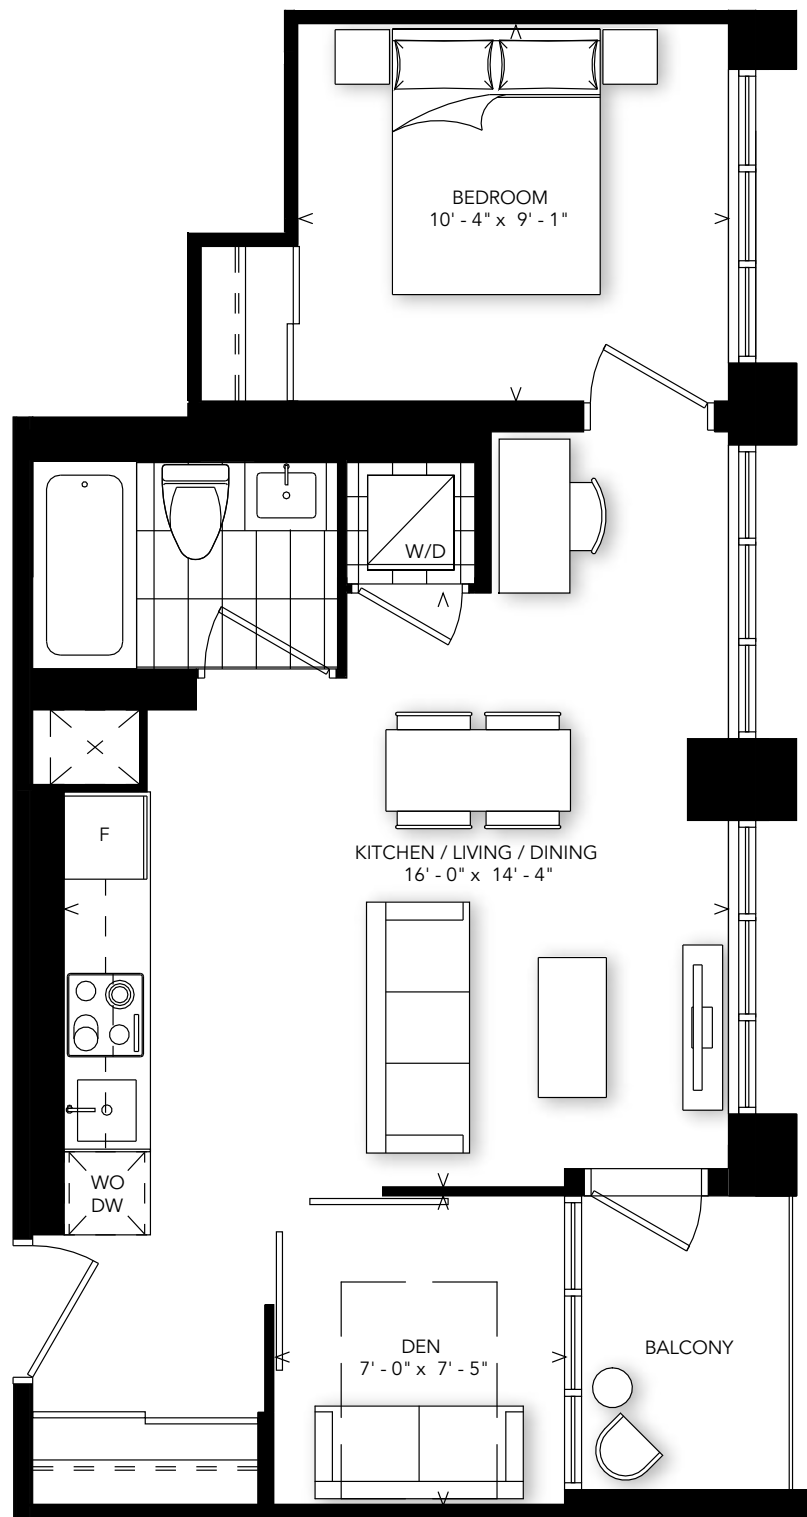 BEDROOM
10' - 4" x 9' - 1"
W/D
F
KITCHEN / LIVING / DINING
16' - 0" x 14' - 4"
WO
DW
DEN
7' - 0" x 7' - 5"
BALCONY